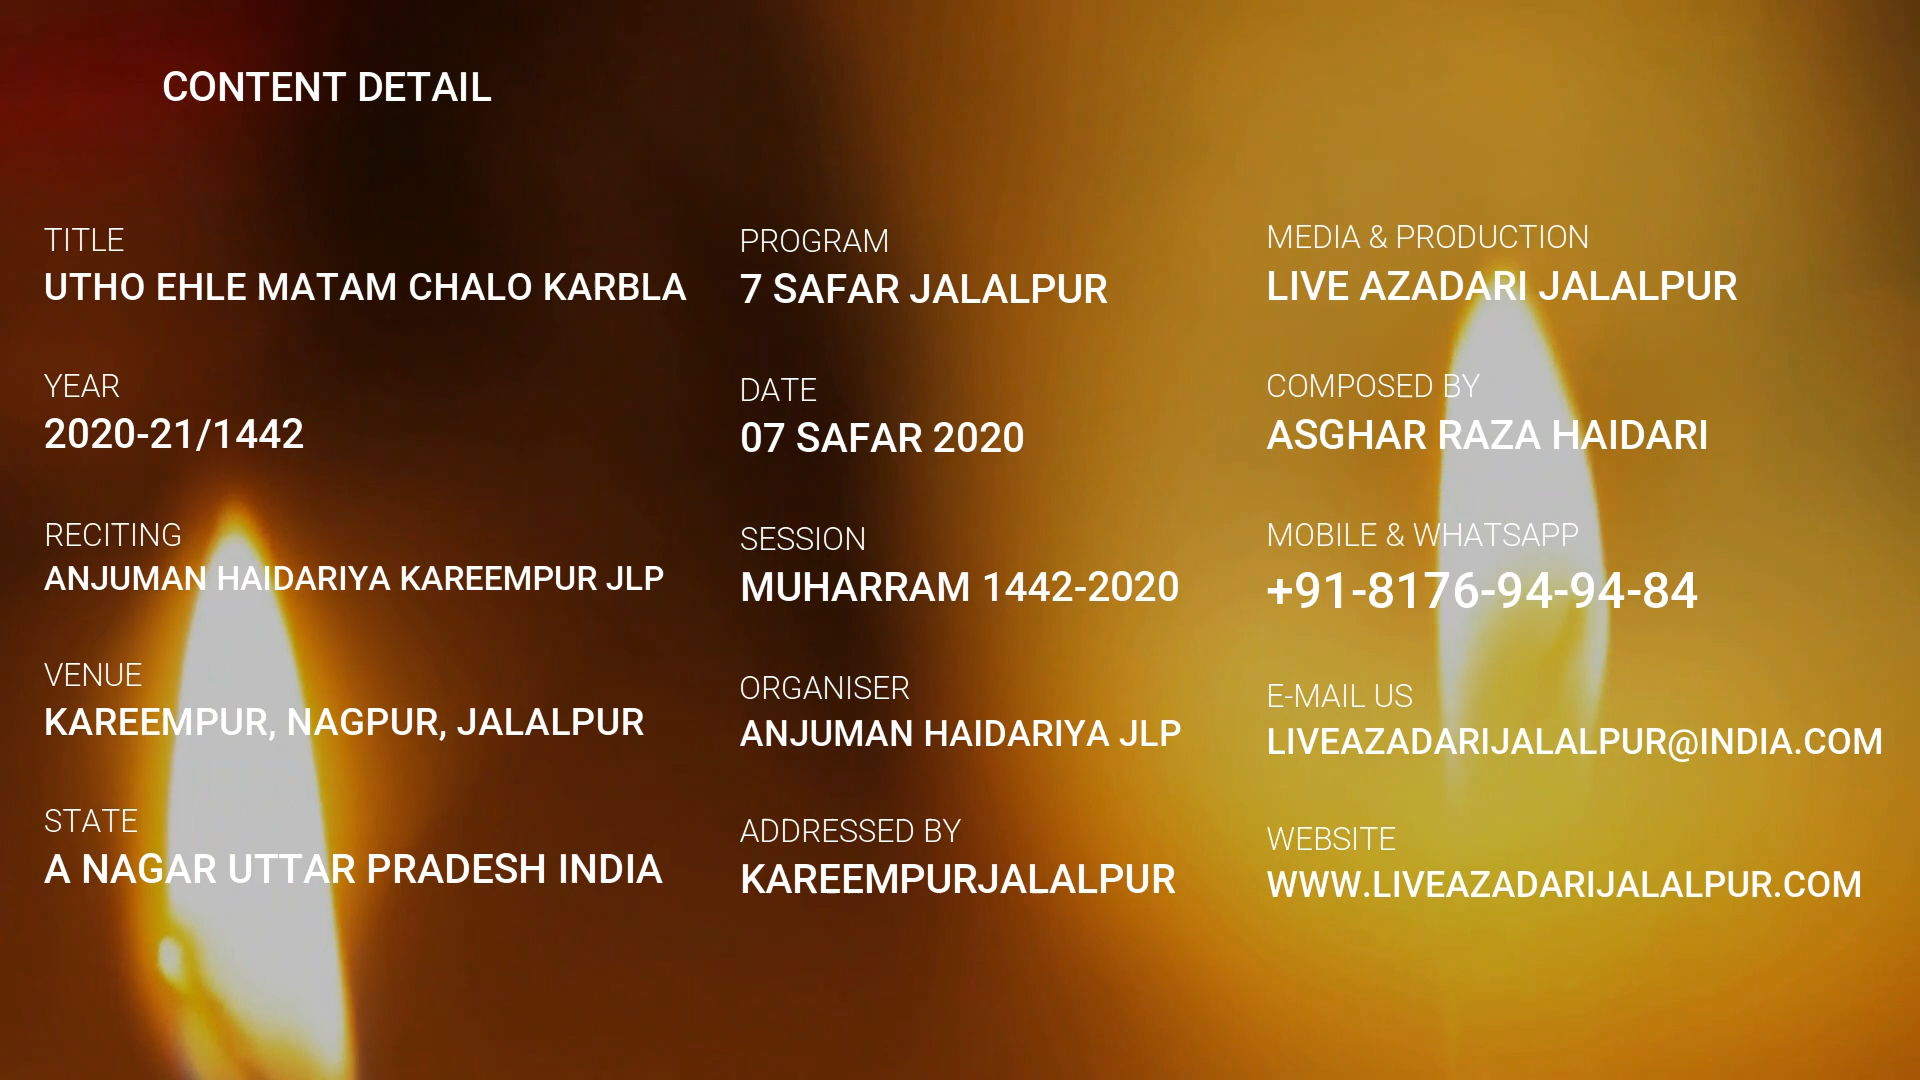 CONTENT DETAIL
TITLE
UTHO EHLE MATAM CHALO KARBLA
YEAR
2020-21/1442
RECITING
ANJUMAN HAIDARIYA KAREEMPUR JLP
VENUE
KAREEMPUR, NAGPUR, JALALPUR
STATE
A NAGAR UTTAR PRADESH INDIA
PROGRAM
7 SAFAR JALALPUR
DATE
07 SAFAR 2020
SESSION
MUHARRAM 1442-2020
ORGANISER
ANJUMAN HAIDARIYA JLP
ADDRESSED BY
KAREEMPURJALALPUR
MEDIA & PRODUCTION
LIVE AZADARI JALALPUR
COMPOSED BY
ASGHAR RAZA HAIDARI
MOBILE & WHATSAPP
+91-8176-94-94-84
E-MAIL US
LIVEAZADARIJALALPUR@INDIA.COM
WEBSITE
WWW.LIVEAZADARIJALALPUR.COM